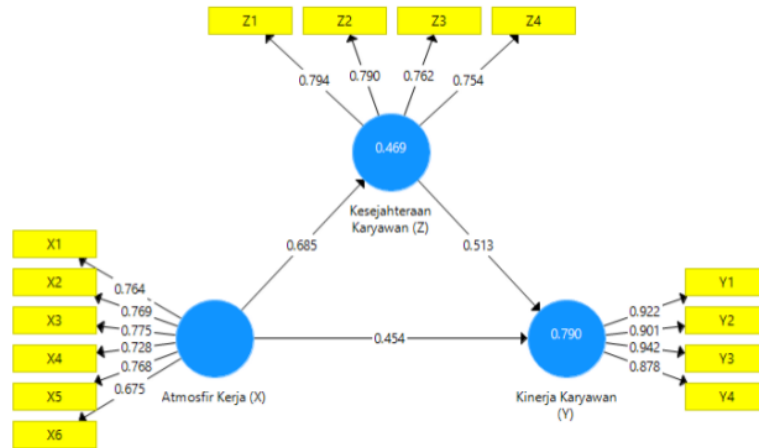 Z1
Z2
Z3
Z4
0.794
0.790
0.762
0.754
0.469
Kesejahteraan
Karyawan (Z)
0.685
0.513
X1
X2
X3
X4
X5
X6
0.764
0.769
0.775
0.728
0.768
0.675
Atmosfir Kerja (X)
0.454
0.790
Kinerja Karyawan
(Y)
0.922
0.901
0.942
0.878
Y1
Y2
Y3
Y4